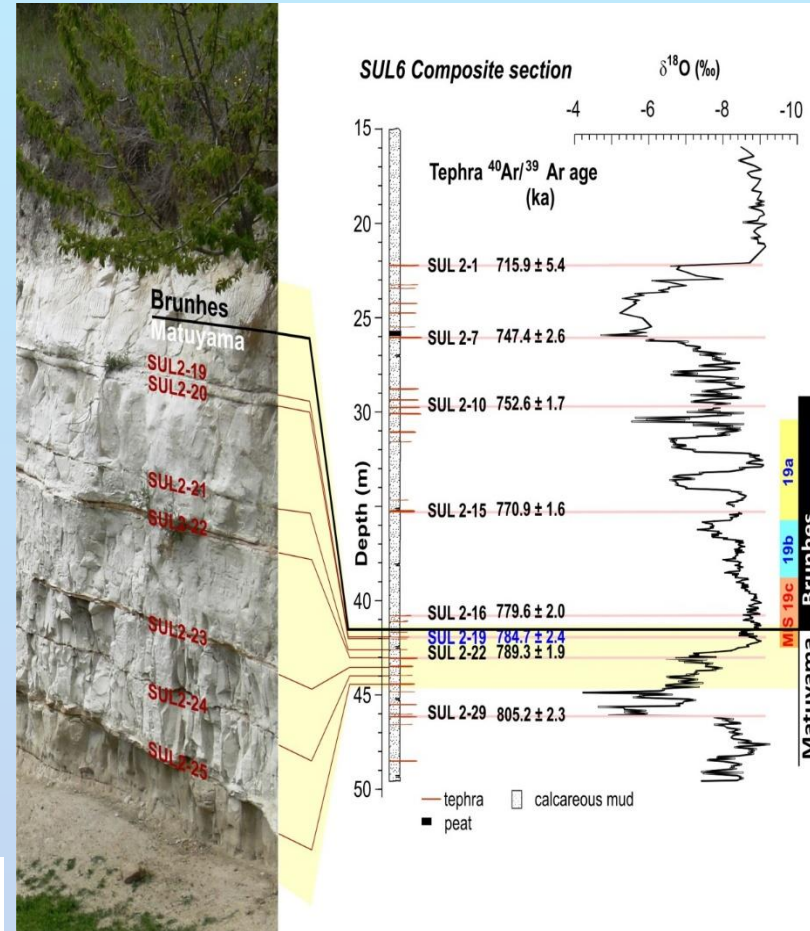 SUL6 Composite section
δ18O (‰)
-4 -6 -8 -10
15
20
25
30
35
40
45
50
Depth (m)
Tephra 40Ar/39 Ar age
(ka)
SUL 2-1 715.9 ± 5.4
SUL 2-7 747.4 ± 2.6
SUL 2-10 752.6 ± 1.7
SUL 2-15 770.9 ± 1.6
SUL 2-16 779.6 ± 2.0
SUL 2-19 784.7 ± 2.4
SUL 2-22 789.3 ± 1.9
SUL 2-29 805.2 ± 2.3
Brunhes
Matuyama
SUL2-19
SUL2-20
SUL2-21
SUL2-22
SUL2-23
SUL2-24
SUL2-25
19a
19b
MIS 19c
Brunhes
Matuyama
tephra
calcareous mud
peat